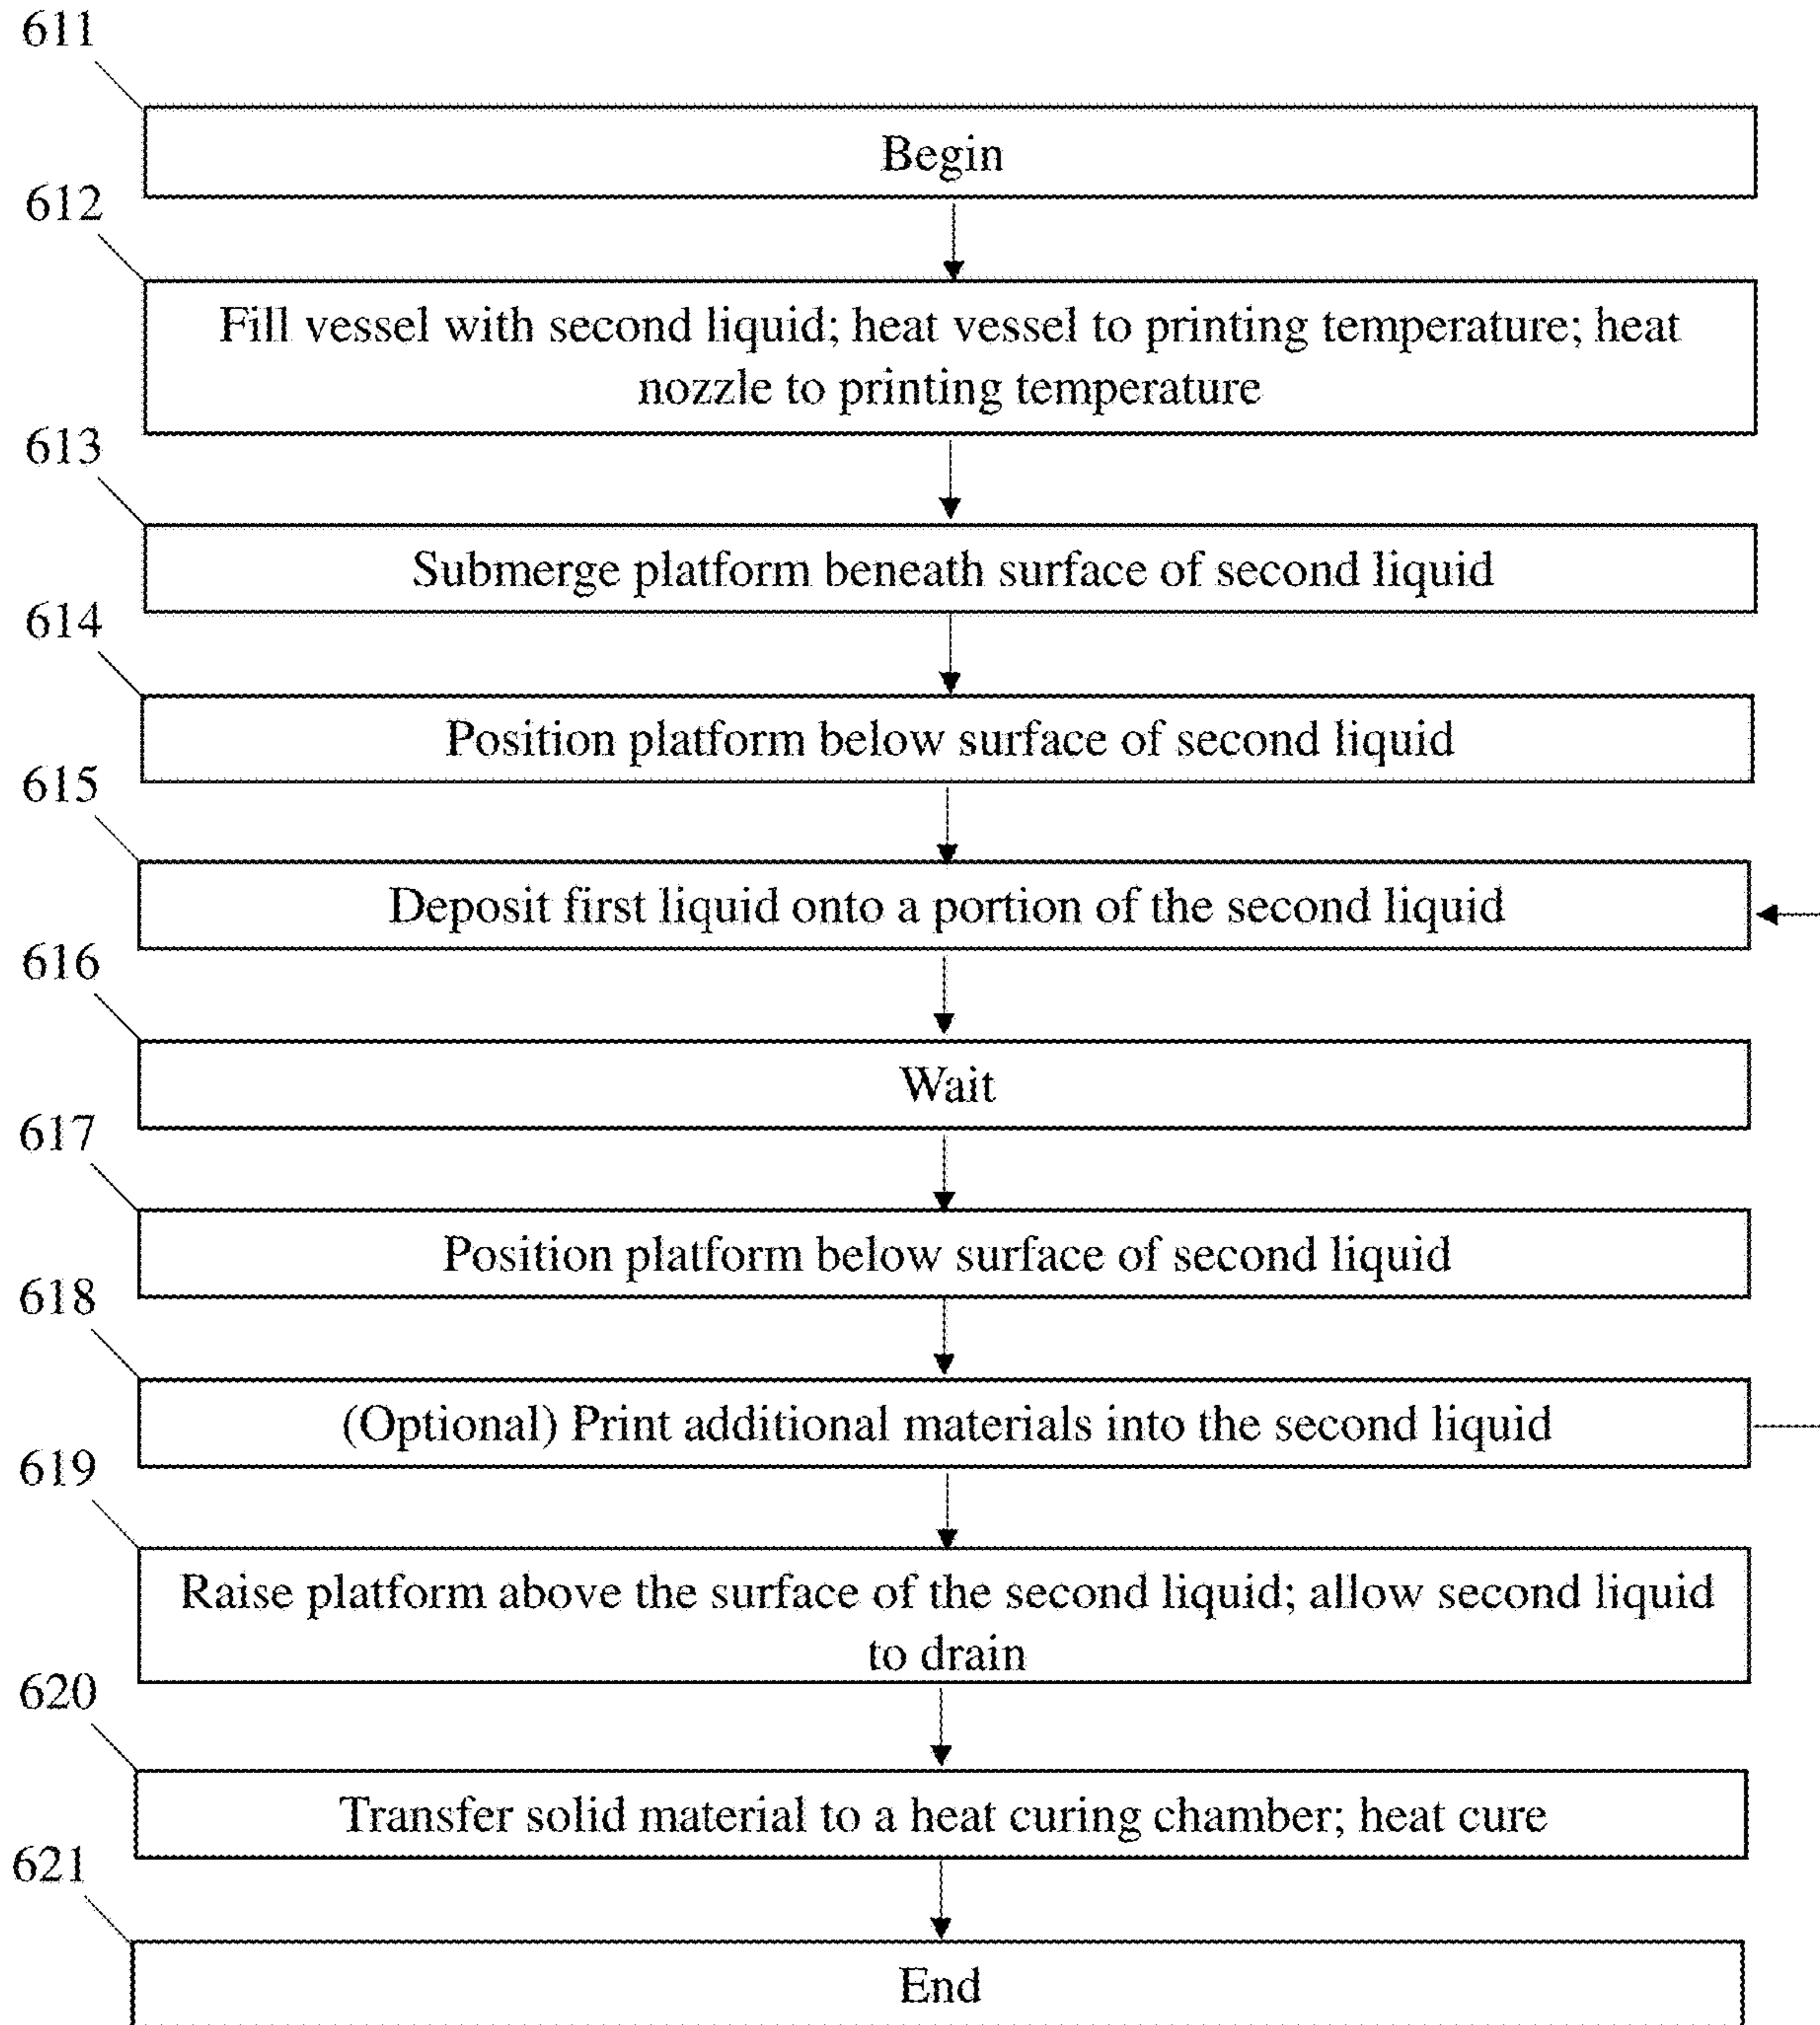 611
Begin
612
Fill vessel with second liquid; heat vessel to printing temperature; heat
nozzle to printing temperature
613
Submerge platform beneath surface of second liquid
614
Position platform below surface of second liquid
615
Deposit first liquid onto a portion of the second liquid
616
Wait
617
Position platform below surface of second liquid
618
(Optional) Print additional materials into the second liquid
619
Raise platform above the surface of the second liquid; allow second liquid
to drain
620
Transfer solid material to a heat curing chamber; heat cure
621
End